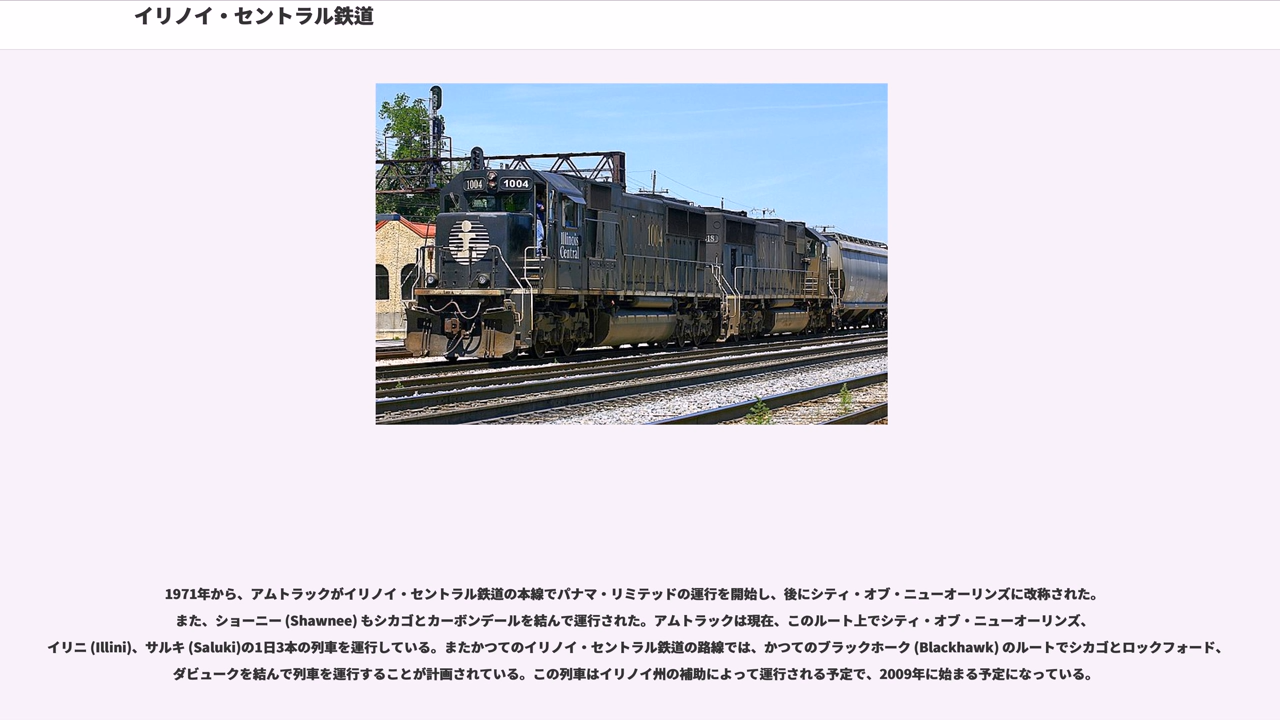 イリノイ・セントラル鉄道
1004
1004
Illinois
Central
1004
1971年から、アムトラックがイリノイ・セントラル鉄道の本線でパナマ・リミテッドの運行を開始し、後にシティ・オブ・ニューオーリンズに改称された。
また、ショーニー (Shawnee) もシカゴとカーボンデールを結んで運行された。アムトラックは現在、このルート上でシティ・オブ・ニューオーリンズ、
イリニ (Illini)、サルキ (Saluki)の1日3本の列車を運行している。またかつてのイリノイ・セントラル鉄道の路線では、かつてのブラックホーク (Blackhawk) のルートでシカゴとロックフォード、
ダビュークを結んで列車を運行することが計画されている。この列車はイリノイ州の補助によって運行される予定で、2009年に始まる予定になっている。